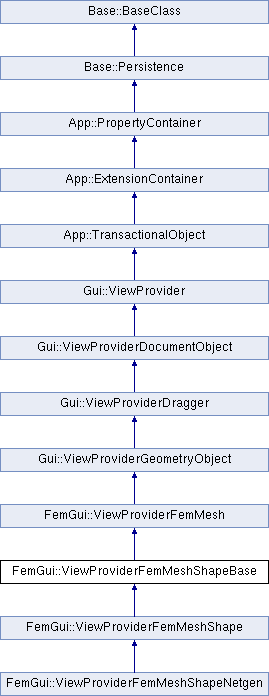 Base::BaseClass
Base::Persistence
App::PropertyContainer
App::ExtensionContainer
App::TransactionalObject
Gui::ViewProvider
Gui::ViewProviderDocumentObject
Gui::ViewProviderDragger
Gui::ViewProviderGeometryObject
FemGui::ViewProviderFemMesh
FemGui::ViewProviderFemMeshShapeBase
FemGui::ViewProviderFemMeshShape
FemGui::ViewProviderFemMeshShapeNetgen